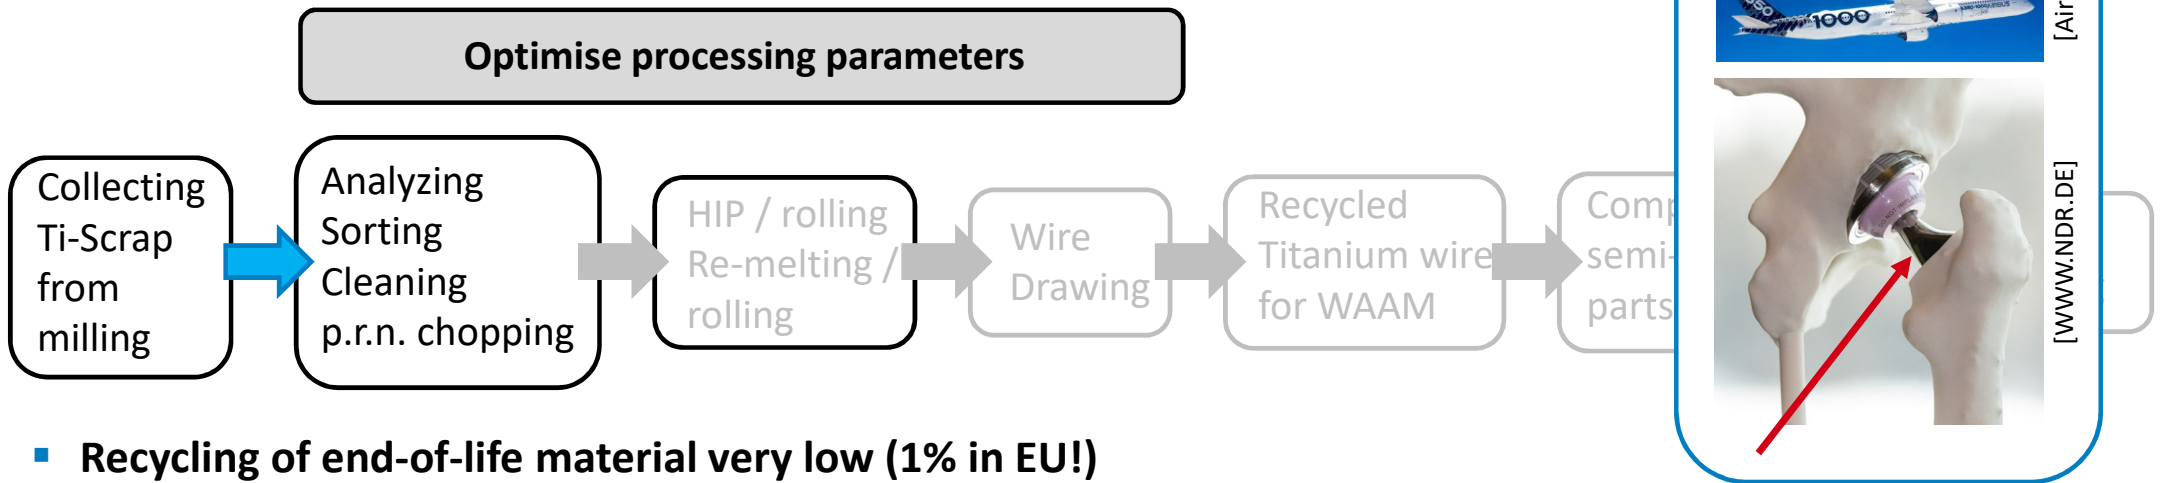 Optimise processing parameters
Collecting
Ti-Scrap
from
milling
Analyzing
Sorting
Cleaning
p.r.n. chopping
HIP / rolling
Re-melting /
rolling
Wire
Drawing
Recycled
Titanium wire
for WAAM
Comp
semi-
parts
1000
[Air
[WWW.NDR.DE]
Recycling of end-of-life material very low (1% in EU!)